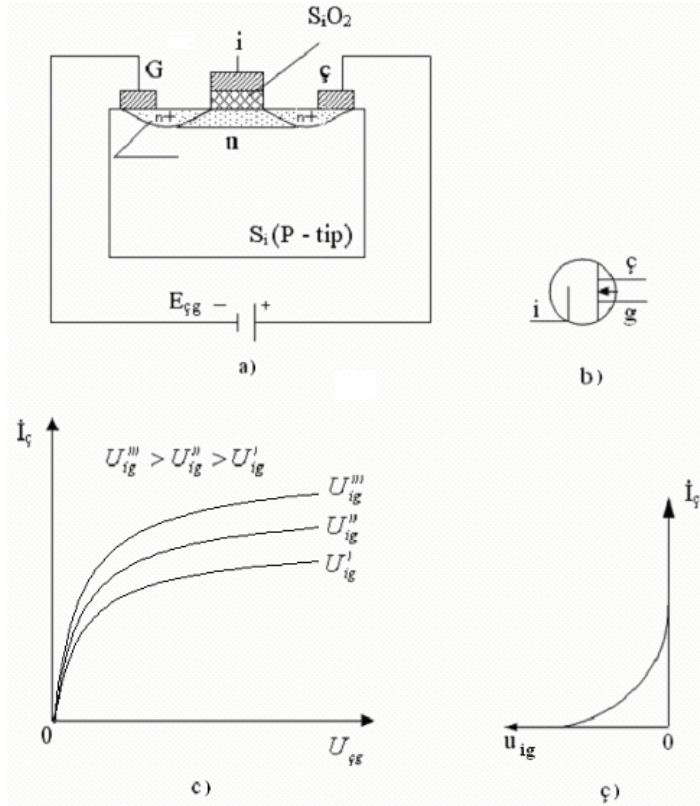 SiO₂
i
G
ç
n+
n+
n
Si (P - tip)
Eçg − +
a)
ç
i
g
b)
İç
U'''ig > U''ig > U'ig
U'''ig
U''ig
U'ig
0
Uçg
c)
İç
uig
0
ç)